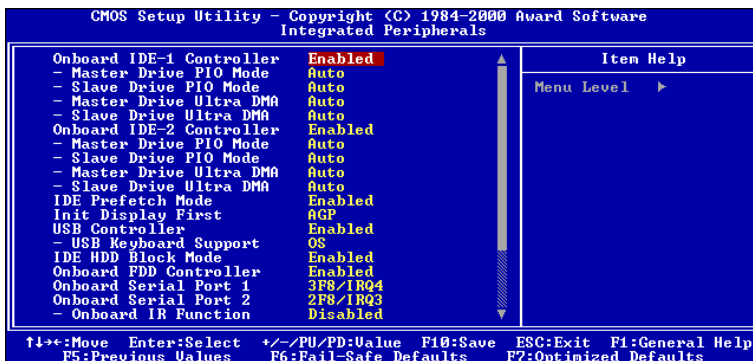 CMOS Setup Utility - Copyright (C) 1984-2000 Award Software
Integrated Peripherals
Onboard IDE-1 Controller Enabled
- Master Drive PIO Mode Auto
- Slave Drive PIO Mode Auto
- Master Drive Ultra DMA Auto
- Slave Drive Ultra DMA Auto
Onboard IDE-2 Controller Enabled
- Master Drive PIO Mode Auto
- Slave Drive PIO Mode Auto
- Master Drive Ultra DMA Auto
- Slave Drive Ultra DMA Auto
IDE Prefetch Mode Enabled
Init Display First AGP
USB Controller Enabled
- USB Keyboard Support OS
IDE HDD Block Mode Enabled
Onboard FDD Controller Enabled
Onboard Serial Port 1 3F8/IRQ4
Onboard Serial Port 2 2F8/IRQ3
- Onboard IR Function Disabled
Item Help
Menu Level ►
↑↓→←:Move Enter:Select +/-/PU/PD:Value F10:Save ESC:Exit F1:General Help
F5:Previous Values F6:Fail-Safe Defaults F7:Optimized Defaults